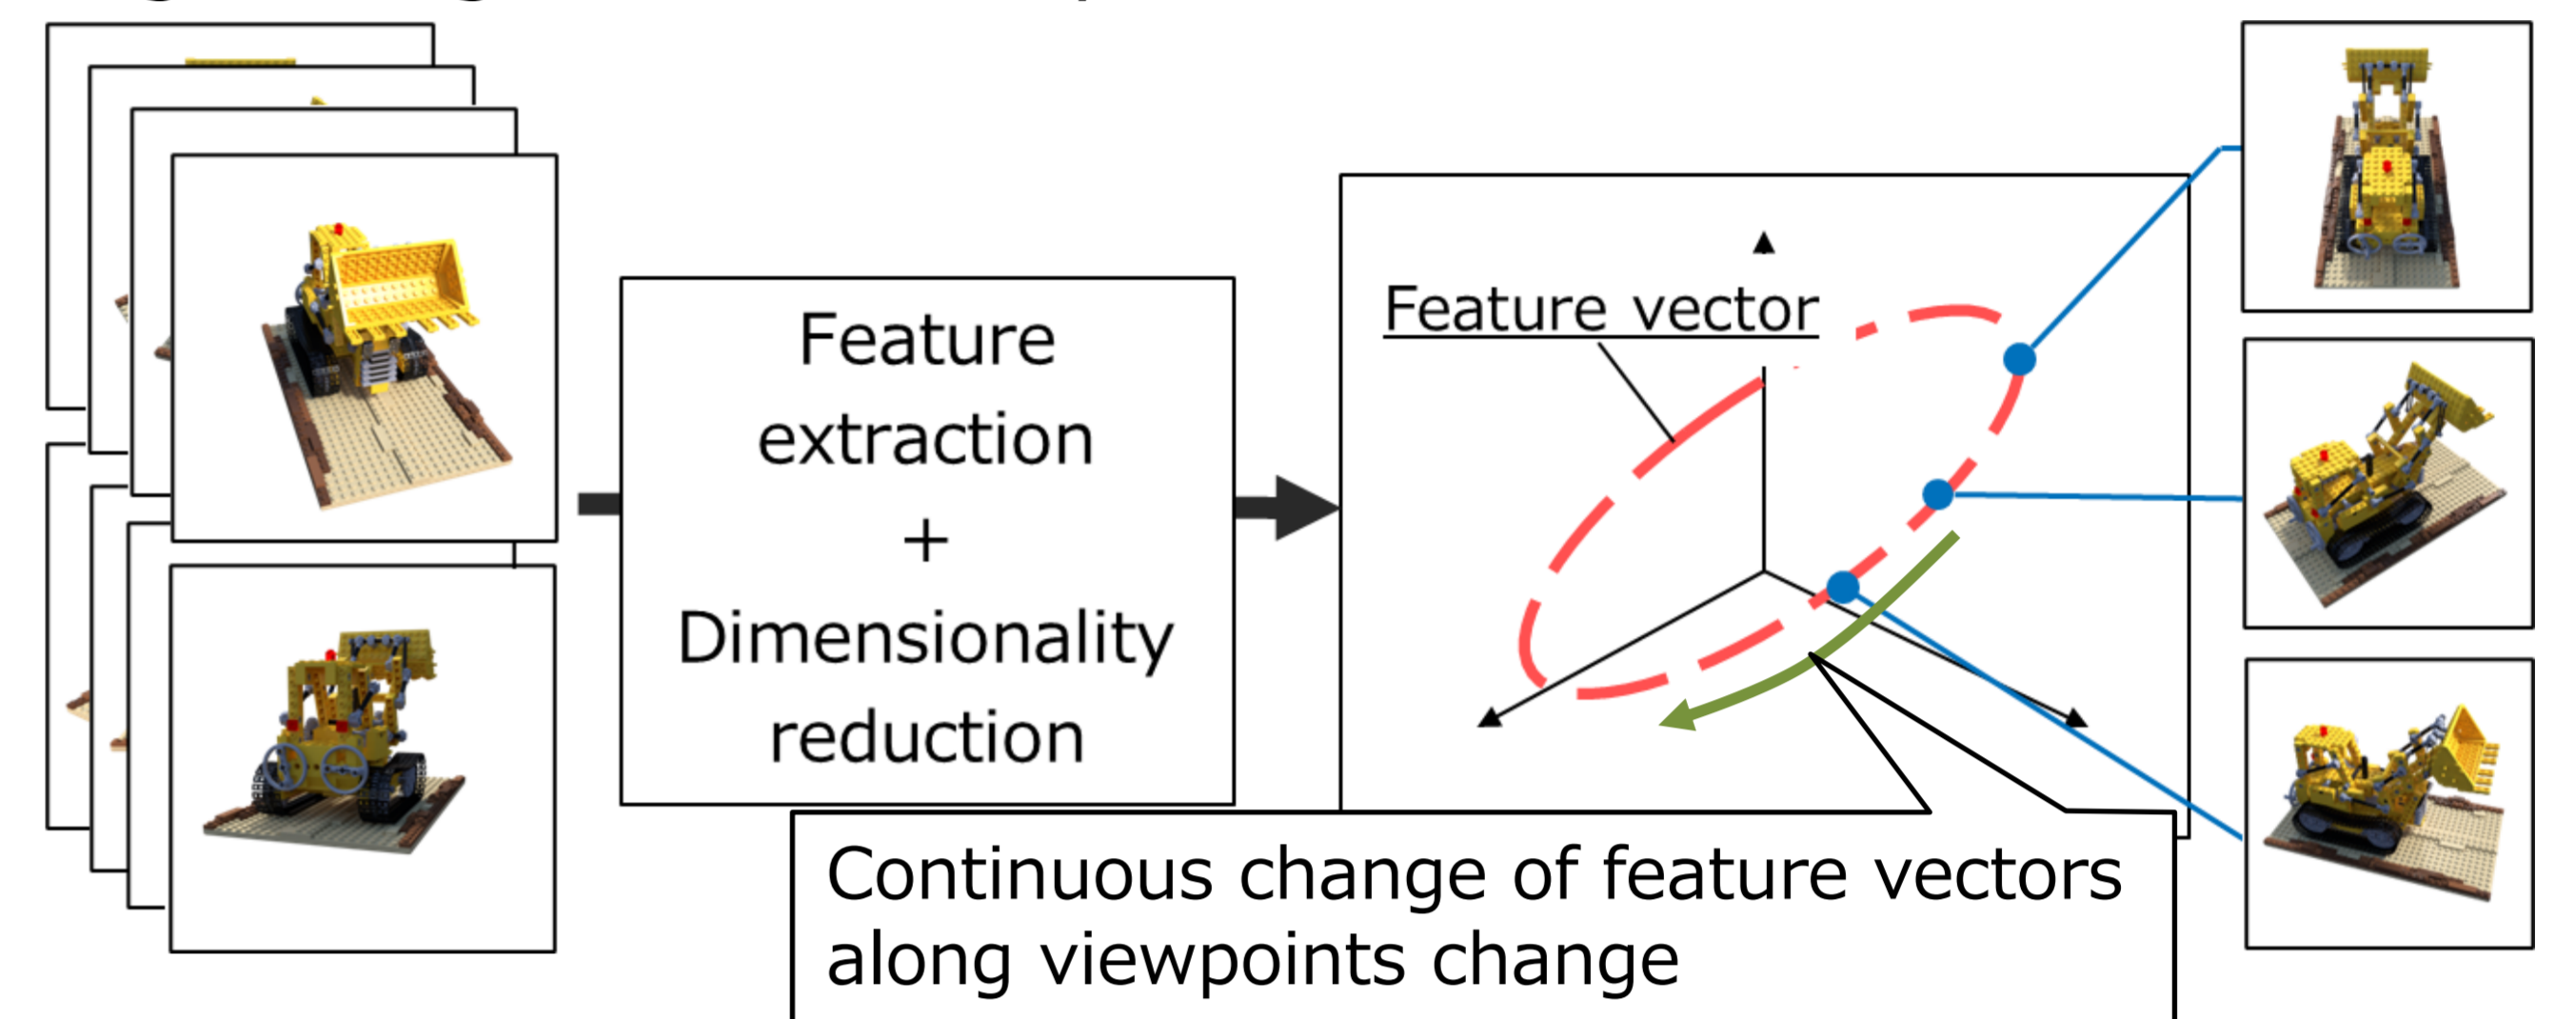 Feature
extraction
+
Dimensionality
reduction
Feature vector
Continuous change of feature vectors
along viewpoints change